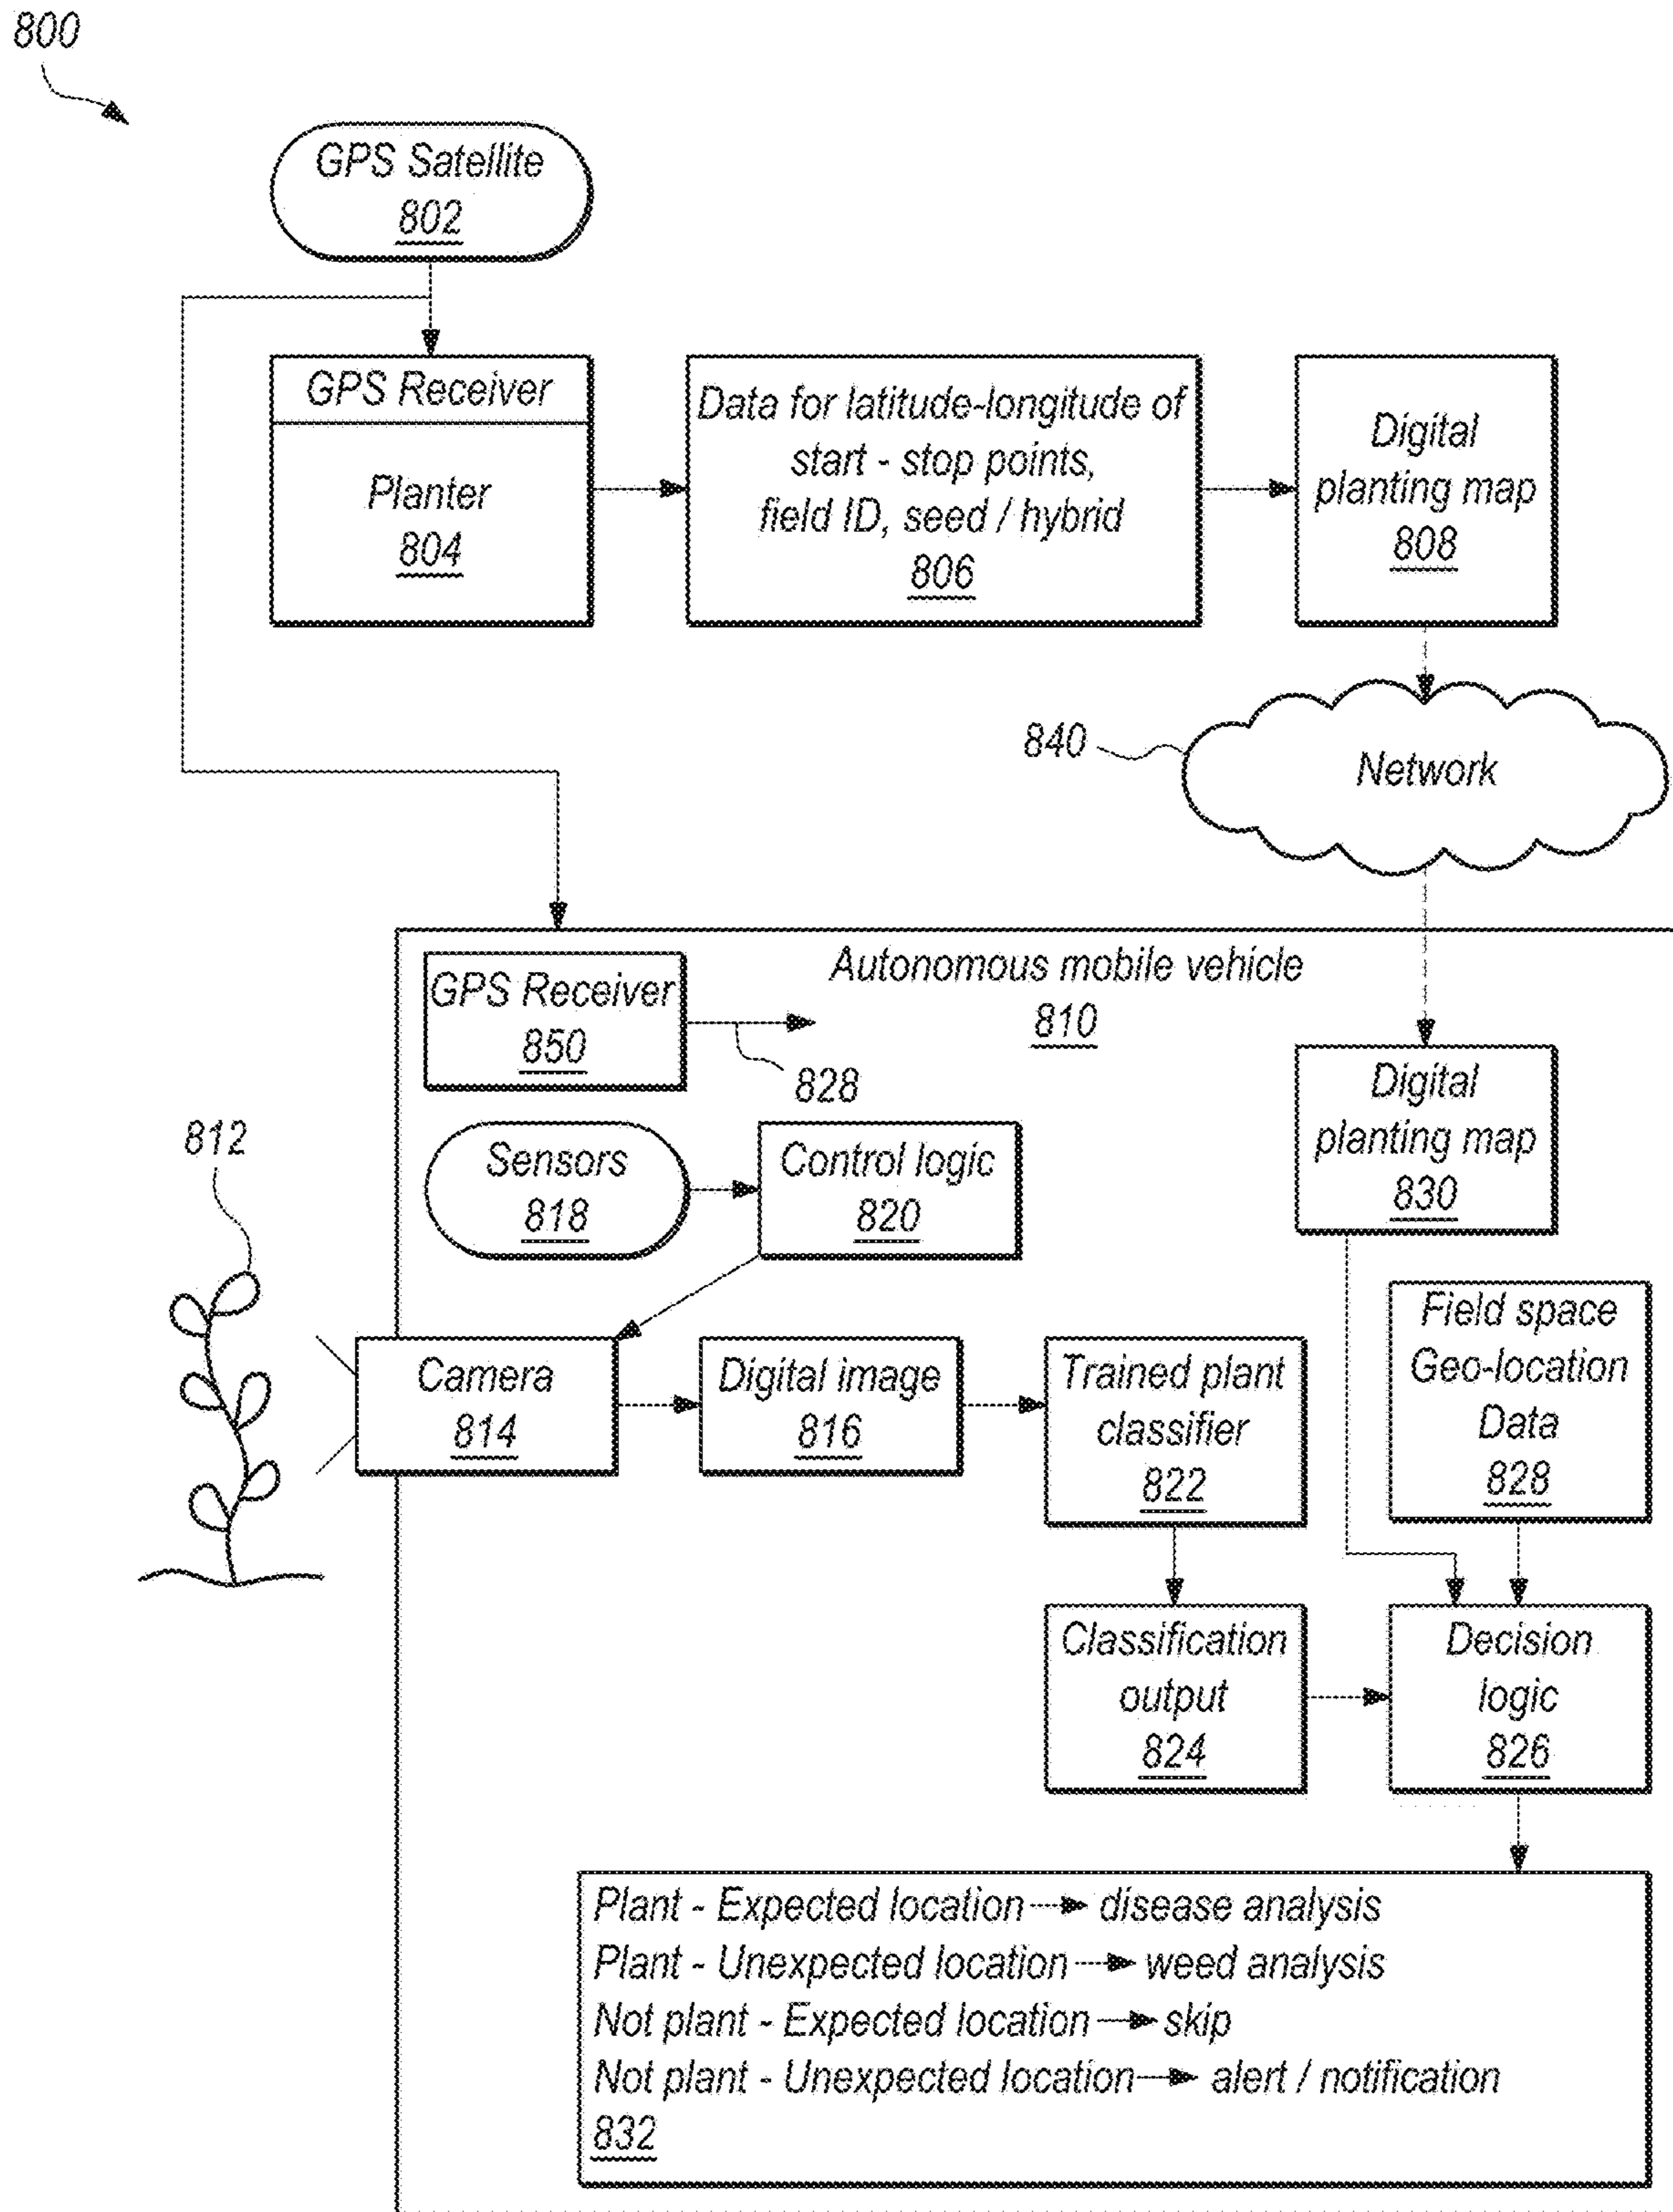 800
GPS Satellite
802
GPS Receiver
Planter
804
Data for latitude-longitude of
start - stop points,
field ID, seed / hybrid
806
Digital
planting map
808
840
Network
Autonomous mobile vehicle
810
GPS Receiver
850
828
812
Sensors
818
Control logic
820
Digital
planting map
830
Field space
Geo-location
Data
828
Camera
814
Digital image
816
Trained plant
classifier
822
Classification
output
824
Decision
logic
826
Plant - Expected location → disease analysis
Plant - Unexpected location → weed analysis
Not plant - Expected location → skip
Not plant - Unexpected location → alert / notification
832